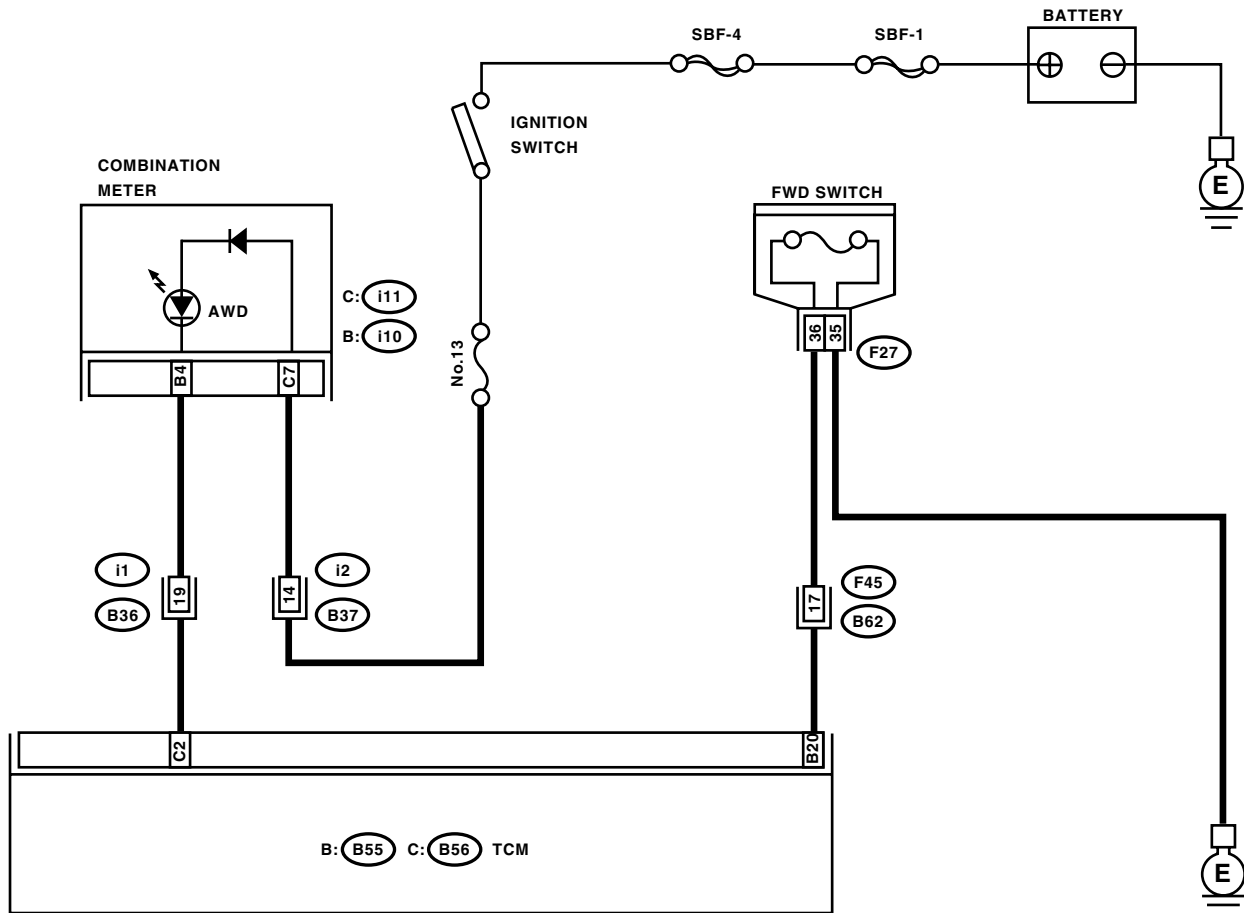 BATTERY
SBF-4
SBF-1
IGNITION
SWITCH
COMBINATION
METER
E
FWD SWITCH
AWD
C: i11
B: i10
No.13
36
35
F27
B4
C7
i1
19
B36
i2
14
B37
F45
17
B62
C2
B20
B: B55 C: B56 TCM
E